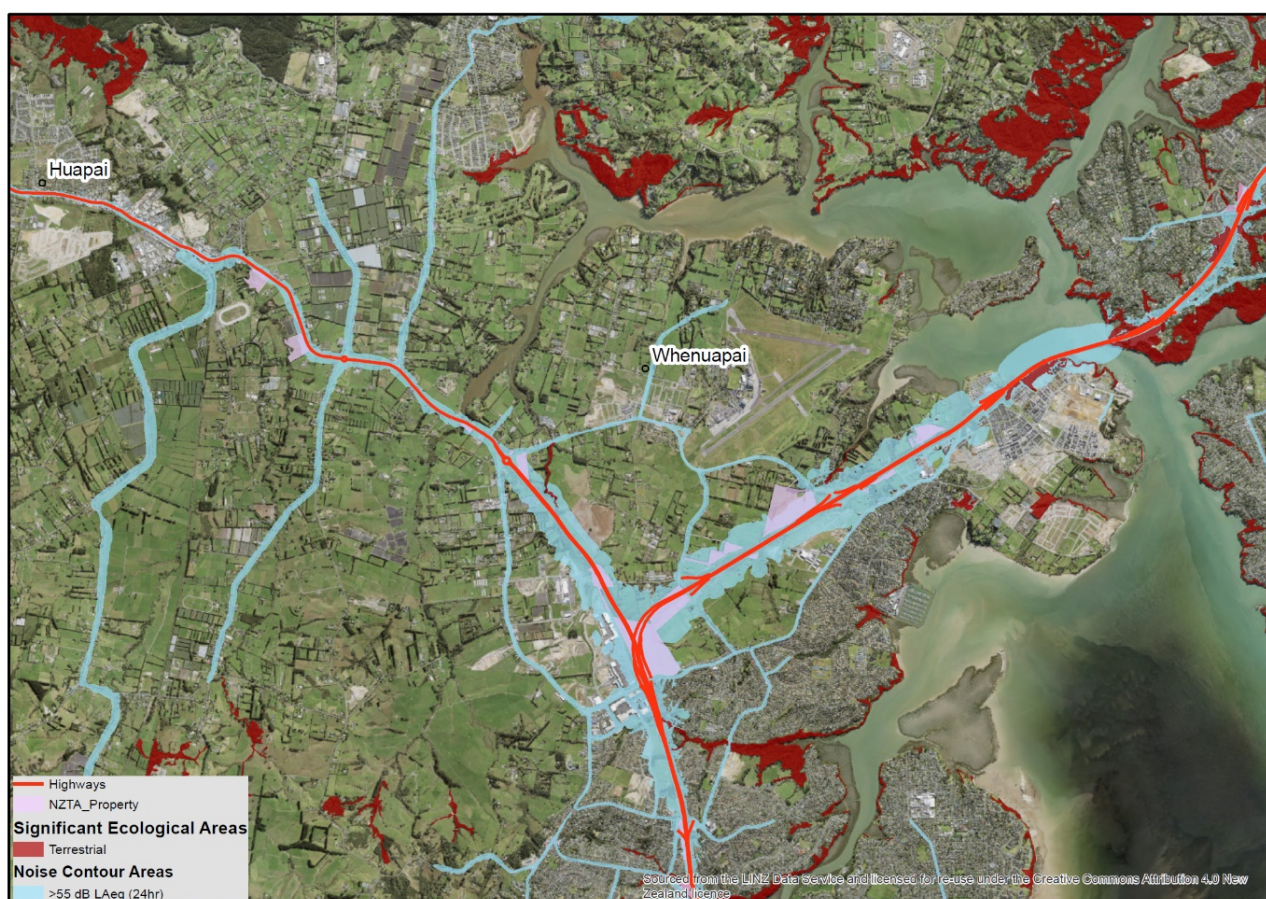 Huapai
Whenuapai
Highways
NZTA_Property
Significant Ecological Areas
Terrestrial
Noise Contour Areas
>55 dB LAeq (24hr)
Sourced from the LINZ Data Service and licensed for re-use under the Creative Commons Attribution 4.0 New
Zealand licence